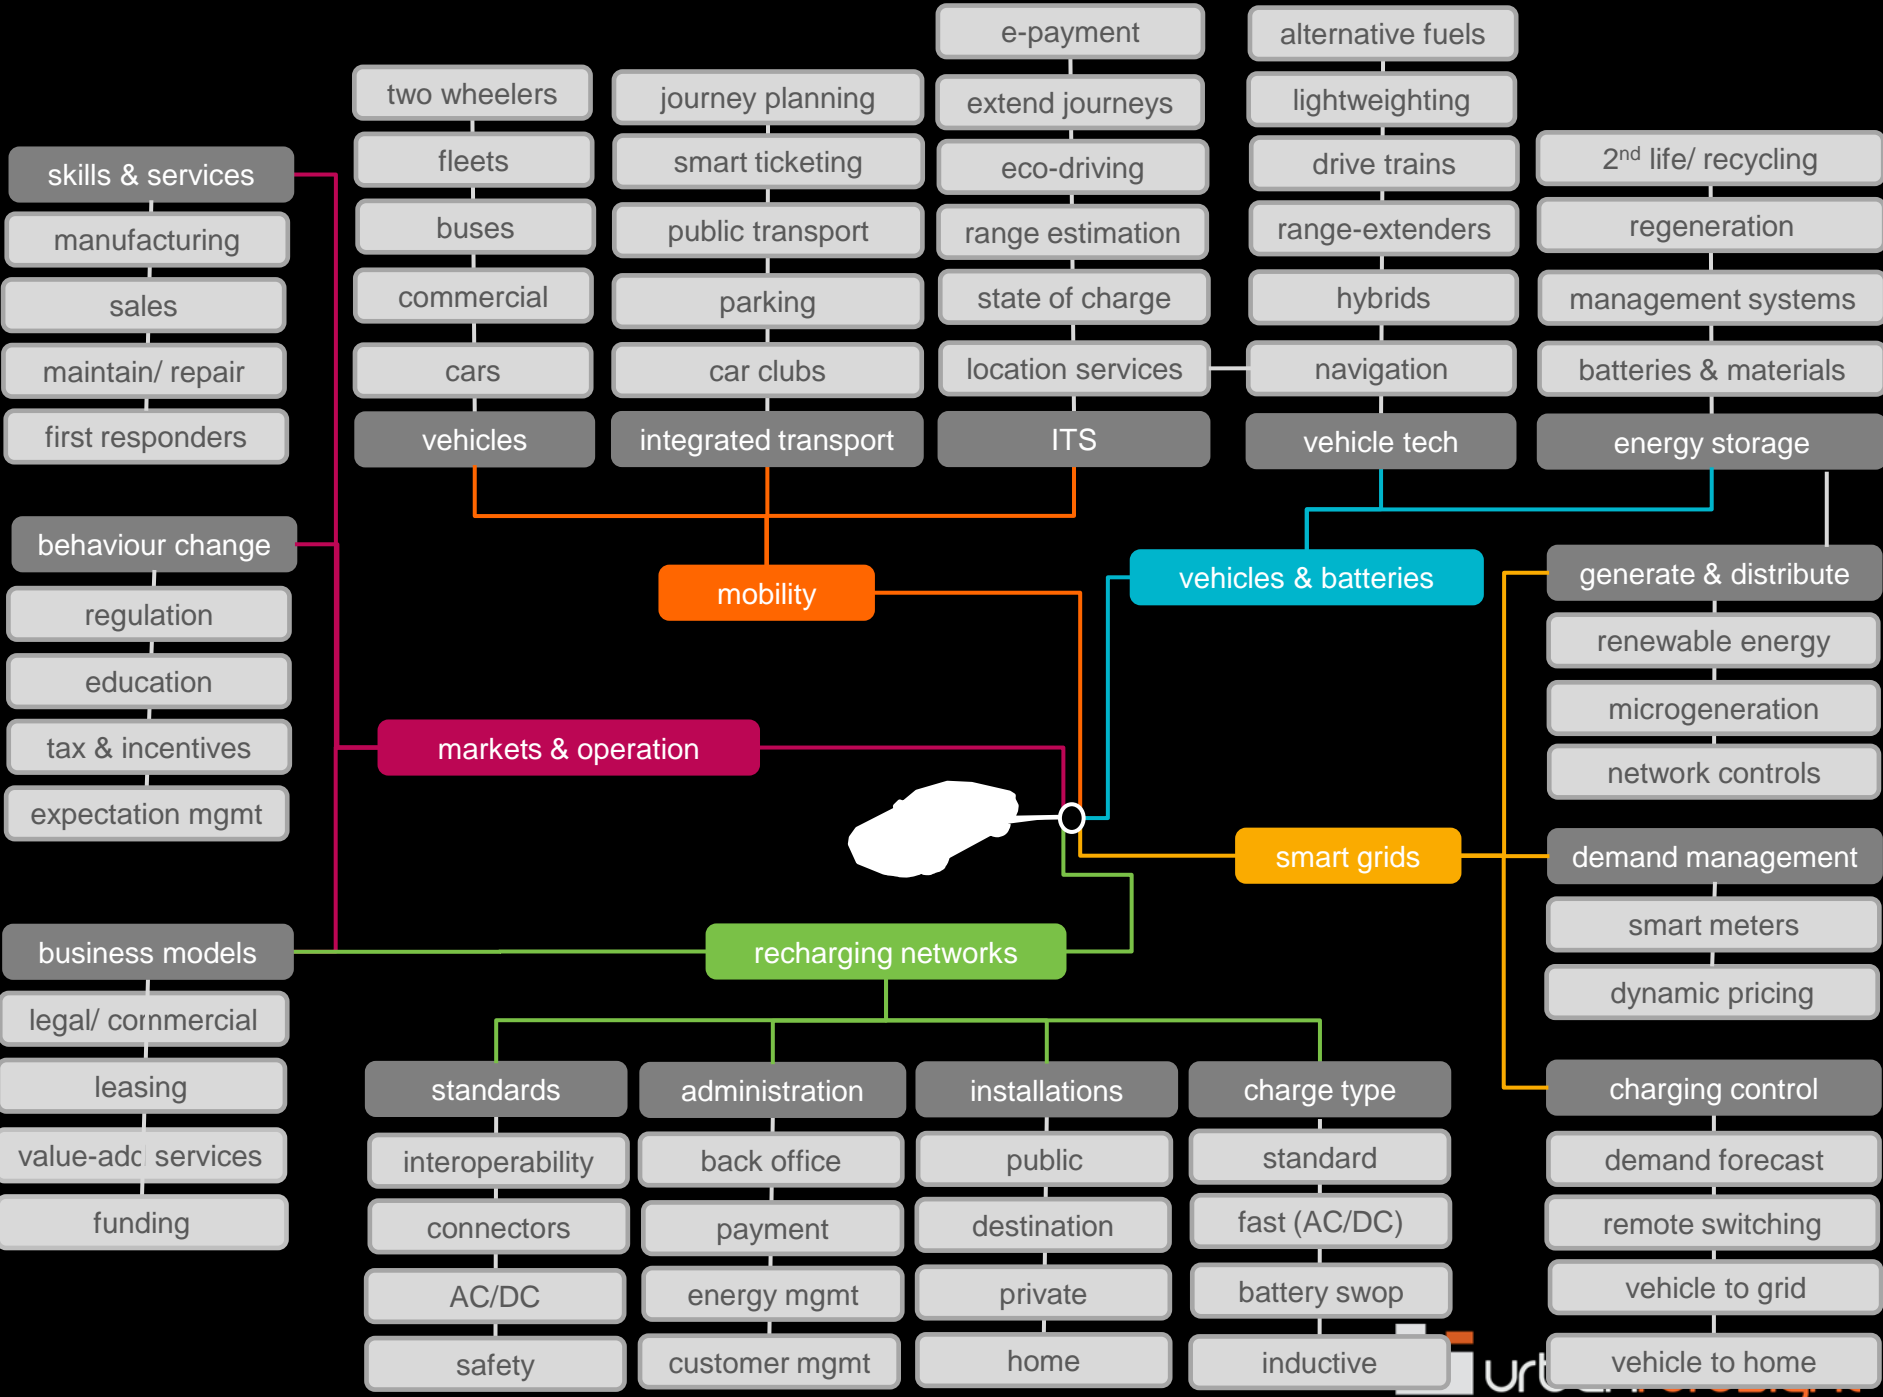 skills & services
manufacturing
sales
maintain/ repair
first responders
behaviour change
regulation
education
tax & incentives
expectation mgmt
business models
legal/ commercial
leasing
value-add services
funding
two wheelers
fleets
buses
commercial
cars
vehicles
journey planning
smart ticketing
public transport
parking
car clubs
integrated transport
e-payment
extend journeys
eco-driving
range estimation
state of charge
location services
ITS
alternative fuels
lightweighting
drive trains
range-extenders
hybrids
navigation
vehicle tech
2nd life/ recycling
regeneration
management systems
batteries & materials
energy storage
mobility
vehicles & batteries
markets & operation
smart grids
recharging networks
generate & distribute
renewable energy
microgeneration
network controls
demand management
smart meters
dynamic pricing
charging control
demand forecast
remote switching
vehicle to grid
vehicle to home
standards
interoperability
connectors
AC/DC
safety
administration
back office
payment
energy mgmt
customer mgmt
installations
public
destination
private
home
charge type
standard
fast (AC/DC)
battery swop
inductive